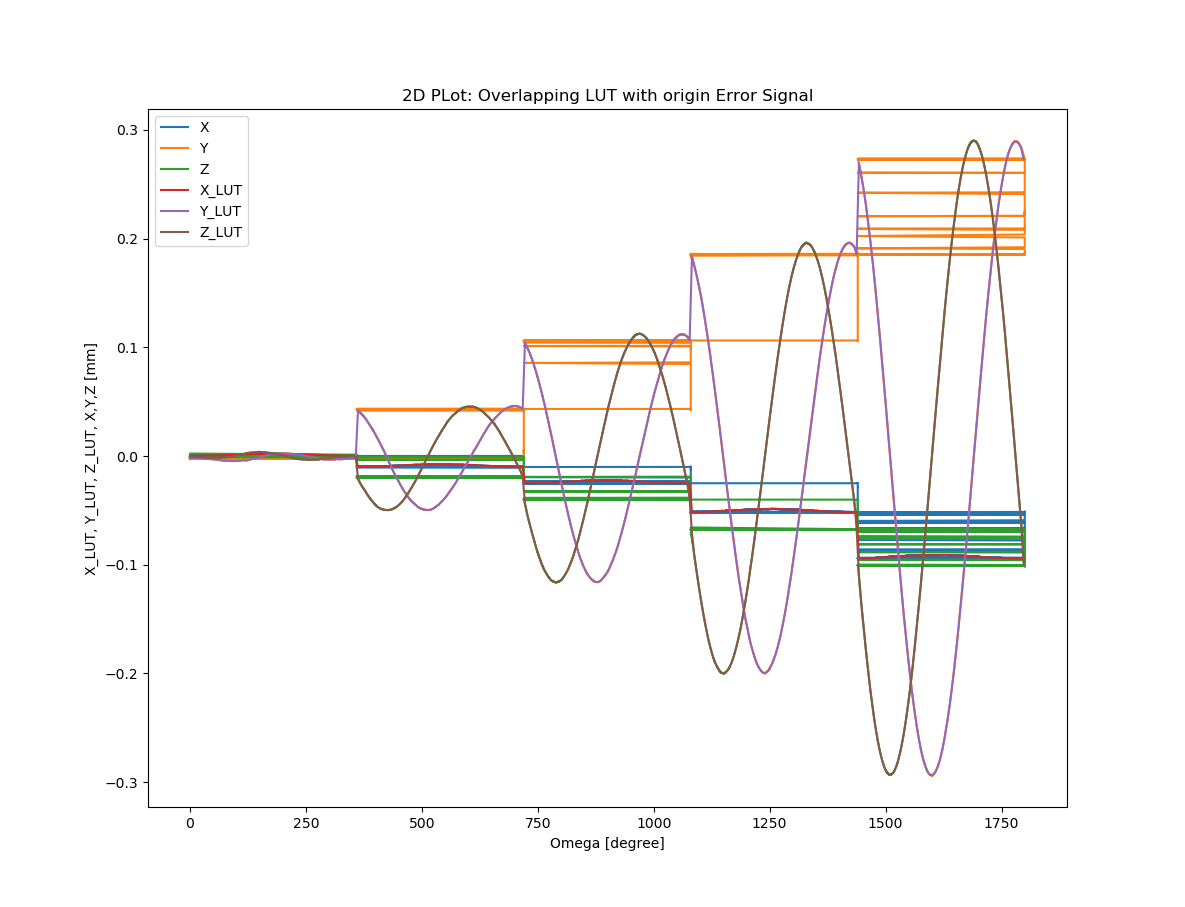 2D PLot: Overlapping LUT with origin Error Signal
X
Y
Z
X_LUT
Y_LUT
Z_LUT
0.3
0.2
0.1
0.0
−0.1
−0.2
−0.3
X_LUT, Y_LUT, Z_LUT, X,Y,Z [mm]
0 250 500 750 1000 1250 1500 1750
Omega [degree]